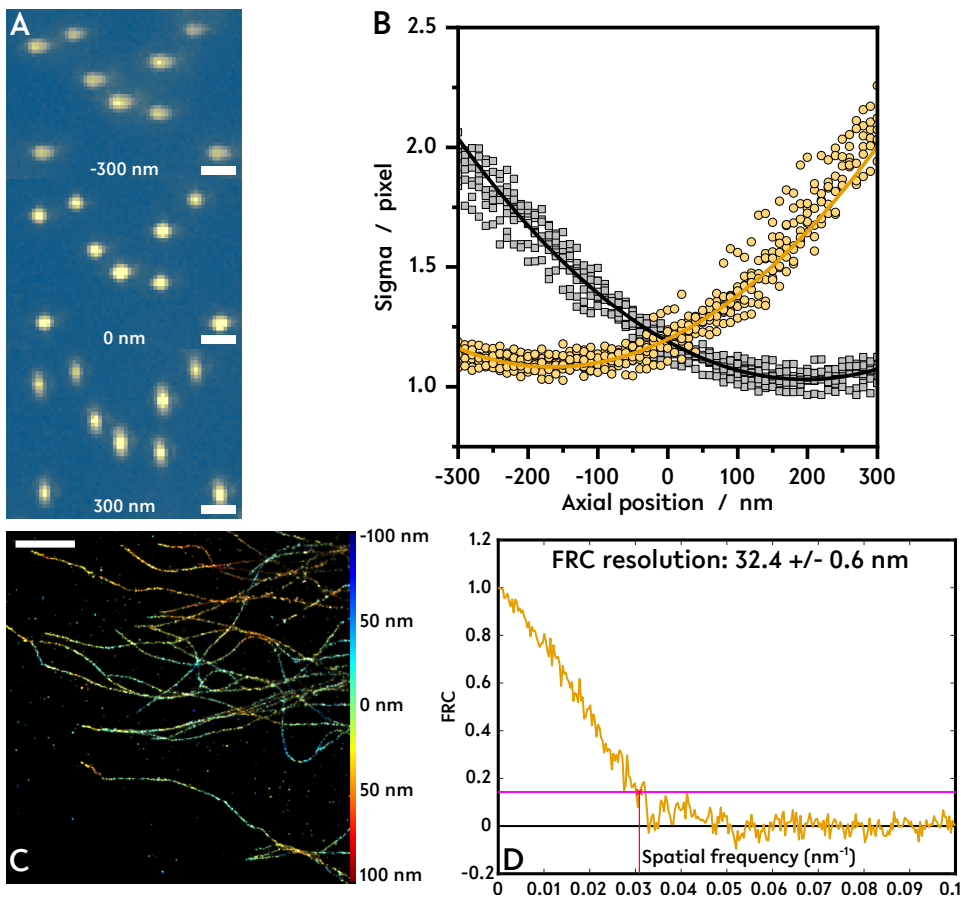 A
-300 nm
0 nm
300 nm
B
Sigma / pixel
2.5
2.0
1.5
1.0
-300 -200 -100 0 100 200 300
Axial position / nm
C
-100 nm
50 nm
0 nm
50 nm
100 nm
FRC resolution: 32.4 +/- 0.6 nm
FRC
1.2
1.0
0.8
0.6
0.4
0.2
0
-0.2
D
Spatial frequency (nm⁻¹)
0 0.01 0.02 0.03 0.04 0.05 0.06 0.07 0.08 0.09 0.1